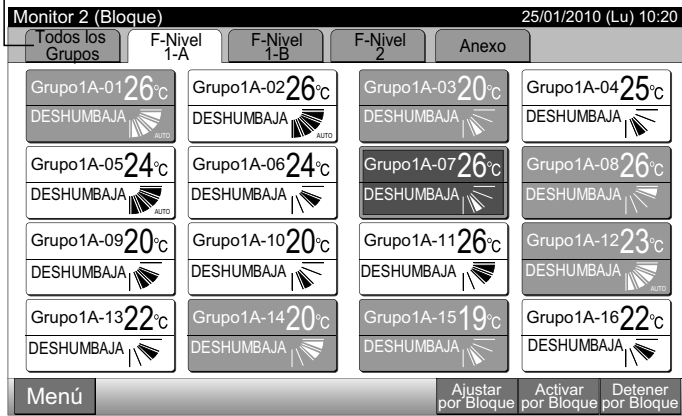 Monitor 2 (Bloque) 25/01/2010 (Lu) 10:20
Todos los Grupos F-Nivel 1-A F-Nivel 1-B F-Nivel 2 Anexo
Grupo1A-01 26°C Grupo1A-02 26°C Grupo1A-03 20°C Grupo1A-04 25°C
DESHUMBAJA AUTO DESHUMBAJA AUTO DESHUMBAJA DESHUMBAJA
Grupo1A-05 24°C Grupo1A-06 24°C Grupo1A-07 26°C Grupo1A-08 26°C
DESHUMBAJA AUTO DESHUMBAJA DESHUMBAJA DESHUMBAJA
Grupo1A-09 20°C Grupo1A-10 20°C Grupo1A-11 26°C Grupo1A-12 23°C
DESHUMBAJA DESHUMBAJA DESHUMBAJA DESHUMBAJA AUTO
Grupo1A-13 22°C Grupo1A-14 20°C Grupo1A-15 19°C Grupo1A-16 22°C
DESHUMBAJA DESHUMBAJA DESHUMBAJA DESHUMBAJA
Menú Ajustar por Bloque Activar por Bloque Detener por Bloque